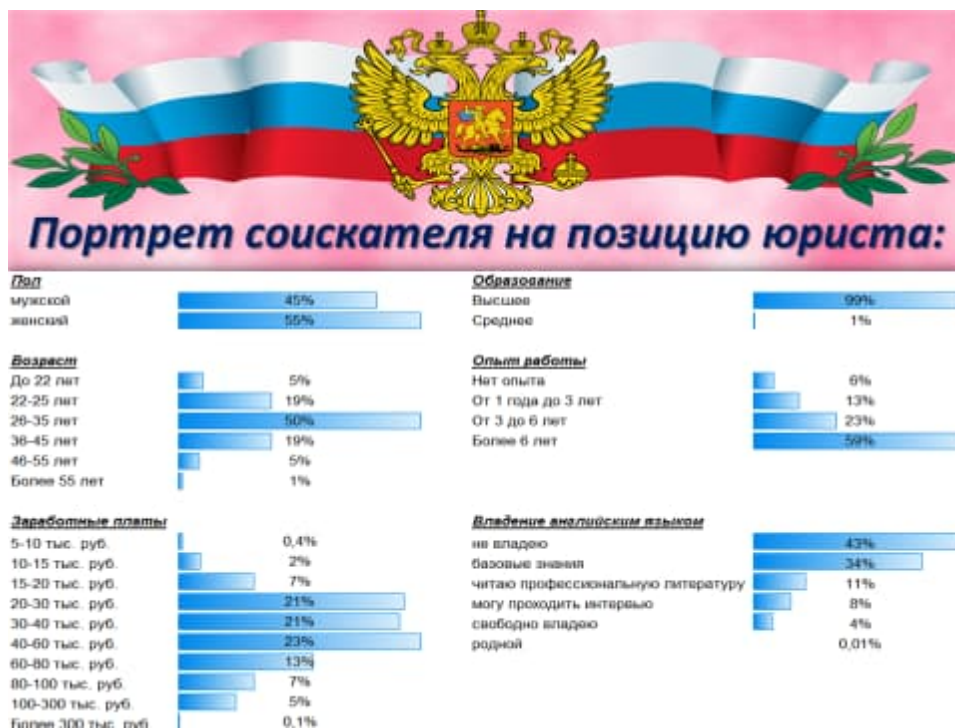 Портрет соискателя на позицию юриста:
Пол
мужской 45%
женский 55%
Возраст
До 22 лет 5%
22-25 лет 19%
26-35 лет 50%
36-45 лет 19%
46-55 лет 5%
Более 55 лет 1%
Заработные платы
5-10 тыс. руб. 0,4%
10-15 тыс. руб. 2%
15-20 тыс. руб. 7%
20-30 тыс. руб. 21%
30-40 тыс. руб. 21%
40-60 тыс. руб. 23%
60-80 тыс. руб. 13%
80-100 тыс. руб. 7%
100-300 тыс. руб. 5%
Более 300 тыс. руб. 0,1%
Образование
Высшее 99%
Среднее 1%
Опыт работы
Нет опыта 6%
От 1 года до 3 лет 13%
От 3 до 6 лет 23%
Более 6 лет 59%
Владение английским языком
не владею 43%
базовые знания 34%
читаю профессиональную литературу 11%
могу проходить интервью 8%
свободно владею 4%
родной 0,01%